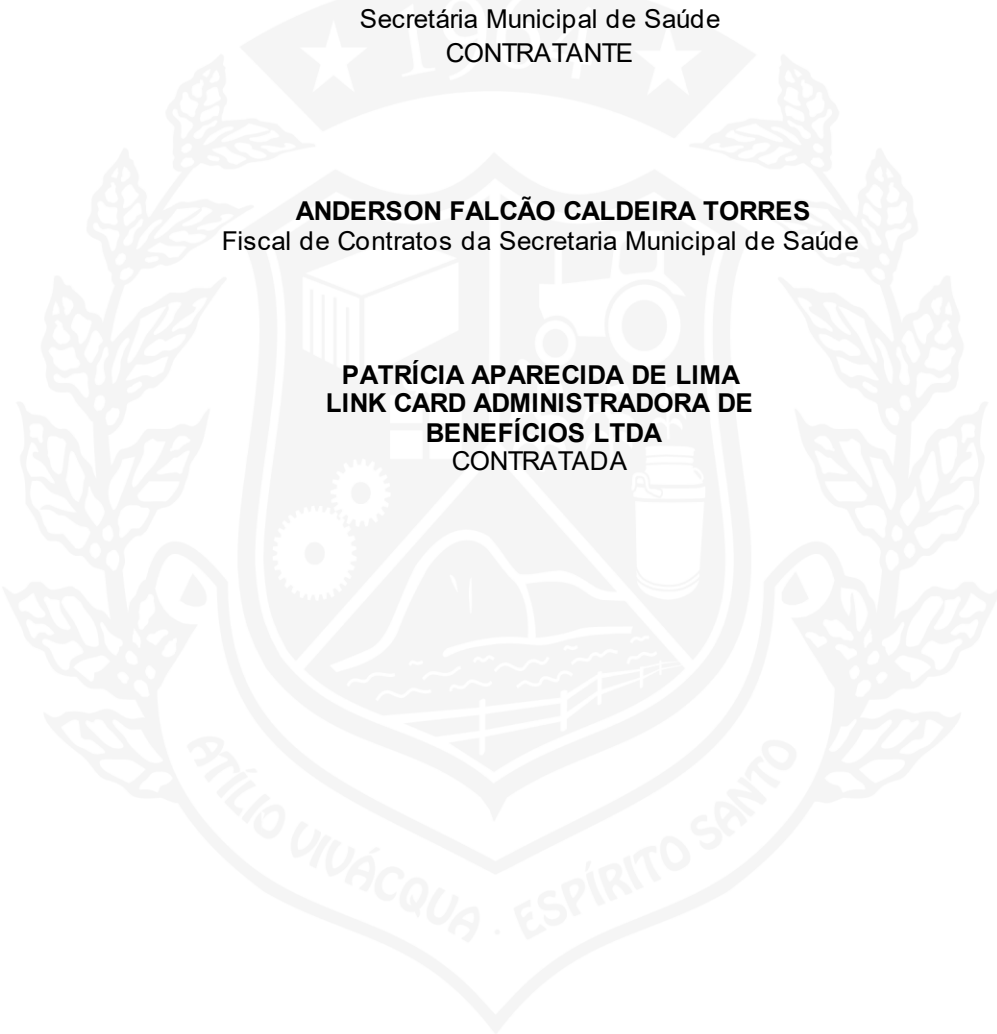 1964
Secretária Municipal de Saúde
CONTRATANTE
ANDERSON FALCÃO CALDEIRA TORRES
Fiscal de Contratos da Secretaria Municipal de Saúde
PATRÍCIA APARECIDA DE LIMA
LINK CARD ADMINISTRADORA DE
BENEFÍCIOS LTDA
CONTRATADA
ATÍLIO VIVÁCQUA · ESPÍRITO SANTO